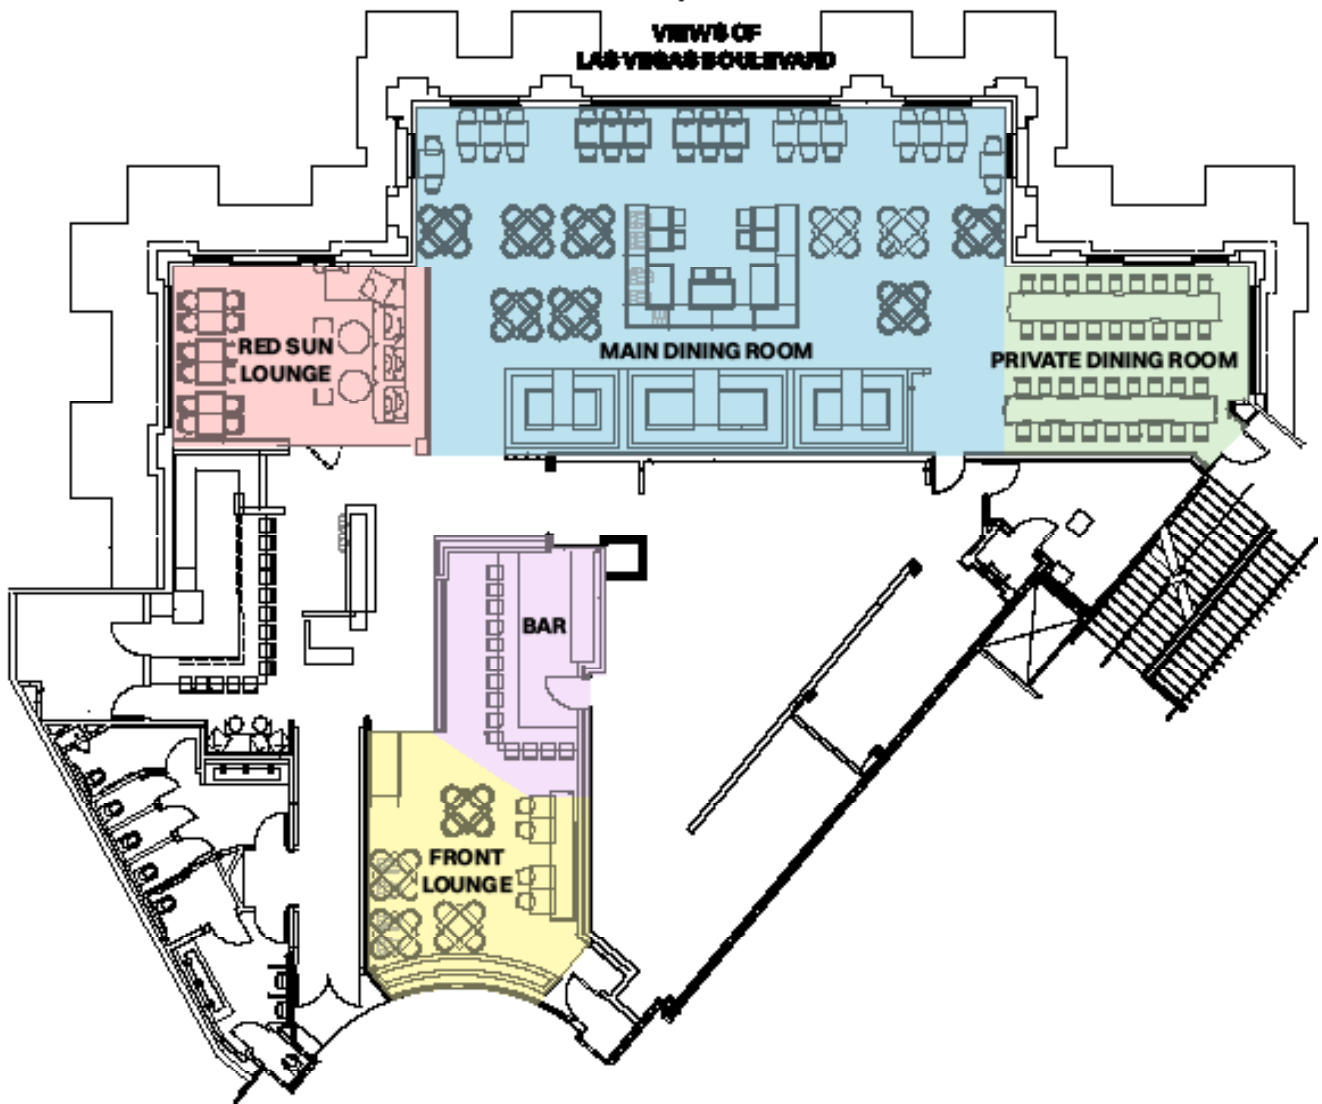 VIEWS OF
LAS VEGAS BOULEVARD
RED SUN
LOUNGE
MAIN DINING ROOM
PRIVATE DINING ROOM
BAR
FRONT
LOUNGE